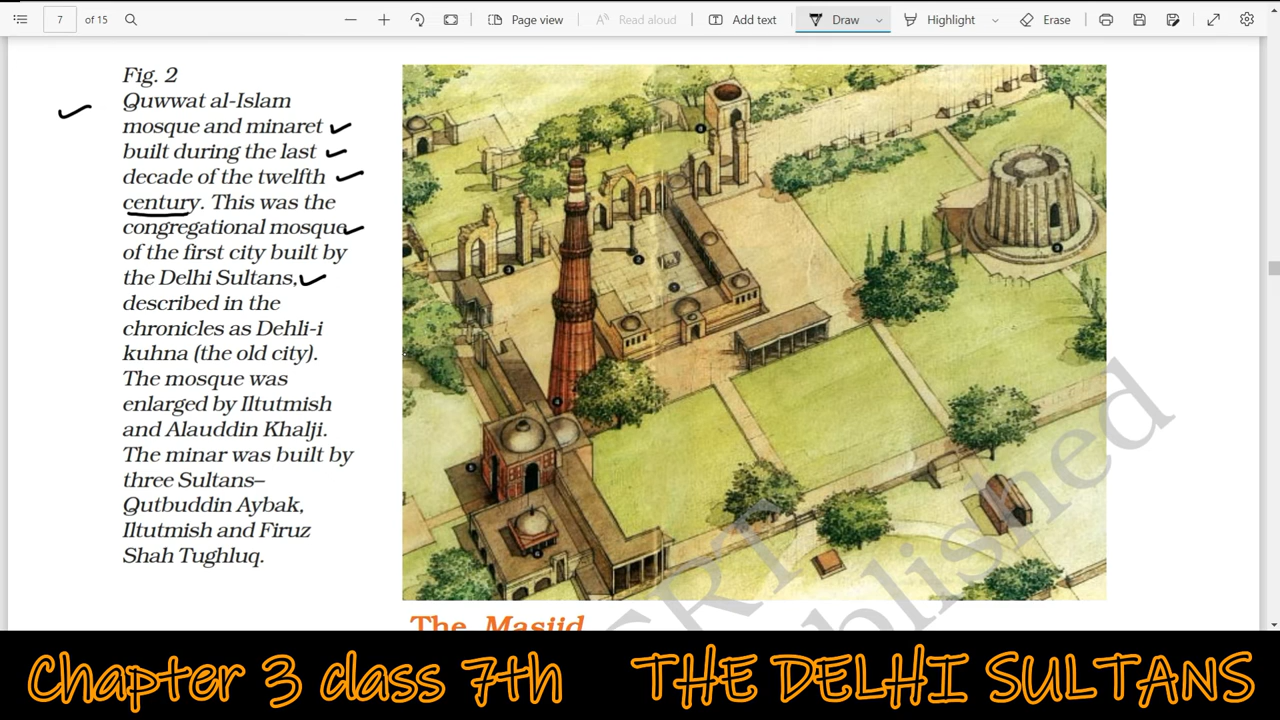 7 of 15 Page view Read aloud Add text Draw Highlight Erase
Fig. 2
Quwwat al-Islam
mosque and minaret
built during the last
decade of the twelfth
century. This was the
congregational mosque
of the first city built by
the Delhi Sultans,
described in the
chronicles as Dehli-i
kuhna (the old city).
The mosque was
enlarged by Iltutmish
and Alauddin Khalji.
The minar was built by
three Sultans–
Qutbuddin Aybak,
Iltutmish and Firuz
Shah Tughluq.
The Masjid
Chapter 3 class 7th THE DELHI SULTANS